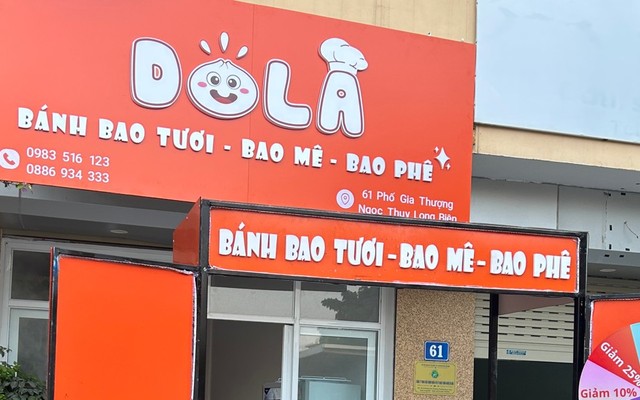 DOLA
BÁNH BAO TƯƠI - BAO MÊ - BAO PHÊ
0983 516 123
0886 934 333
61 Phố Gia Thượng
Ngọc Thụy Long Biên
BÁNH BAO TƯƠI - BAO MÊ - BAO PHÊ
61
Giảm 25%
Giảm 10%